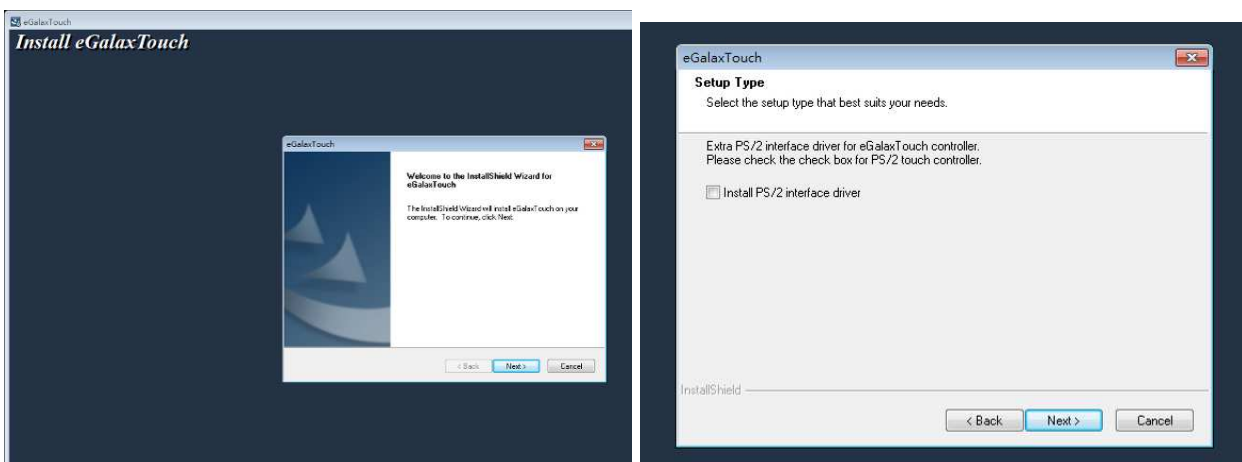 eGalaxTouch
Install eGalaxTouch
eGalaxTouch
Welcome to the InstallShield Wizard for
eGalaxTouch
The InstallShield Wizard will install eGalaxTouch on your
computer. To continue, click Next.
< Back Next > Cancel
eGalaxTouch
Setup Type
Select the setup type that best suits your needs.
Extra PS/2 interface driver for eGalaxTouch controller.
Please check the check box for PS/2 touch controller.
Install PS/2 interface driver
InstallShield
< Back Next > Cancel